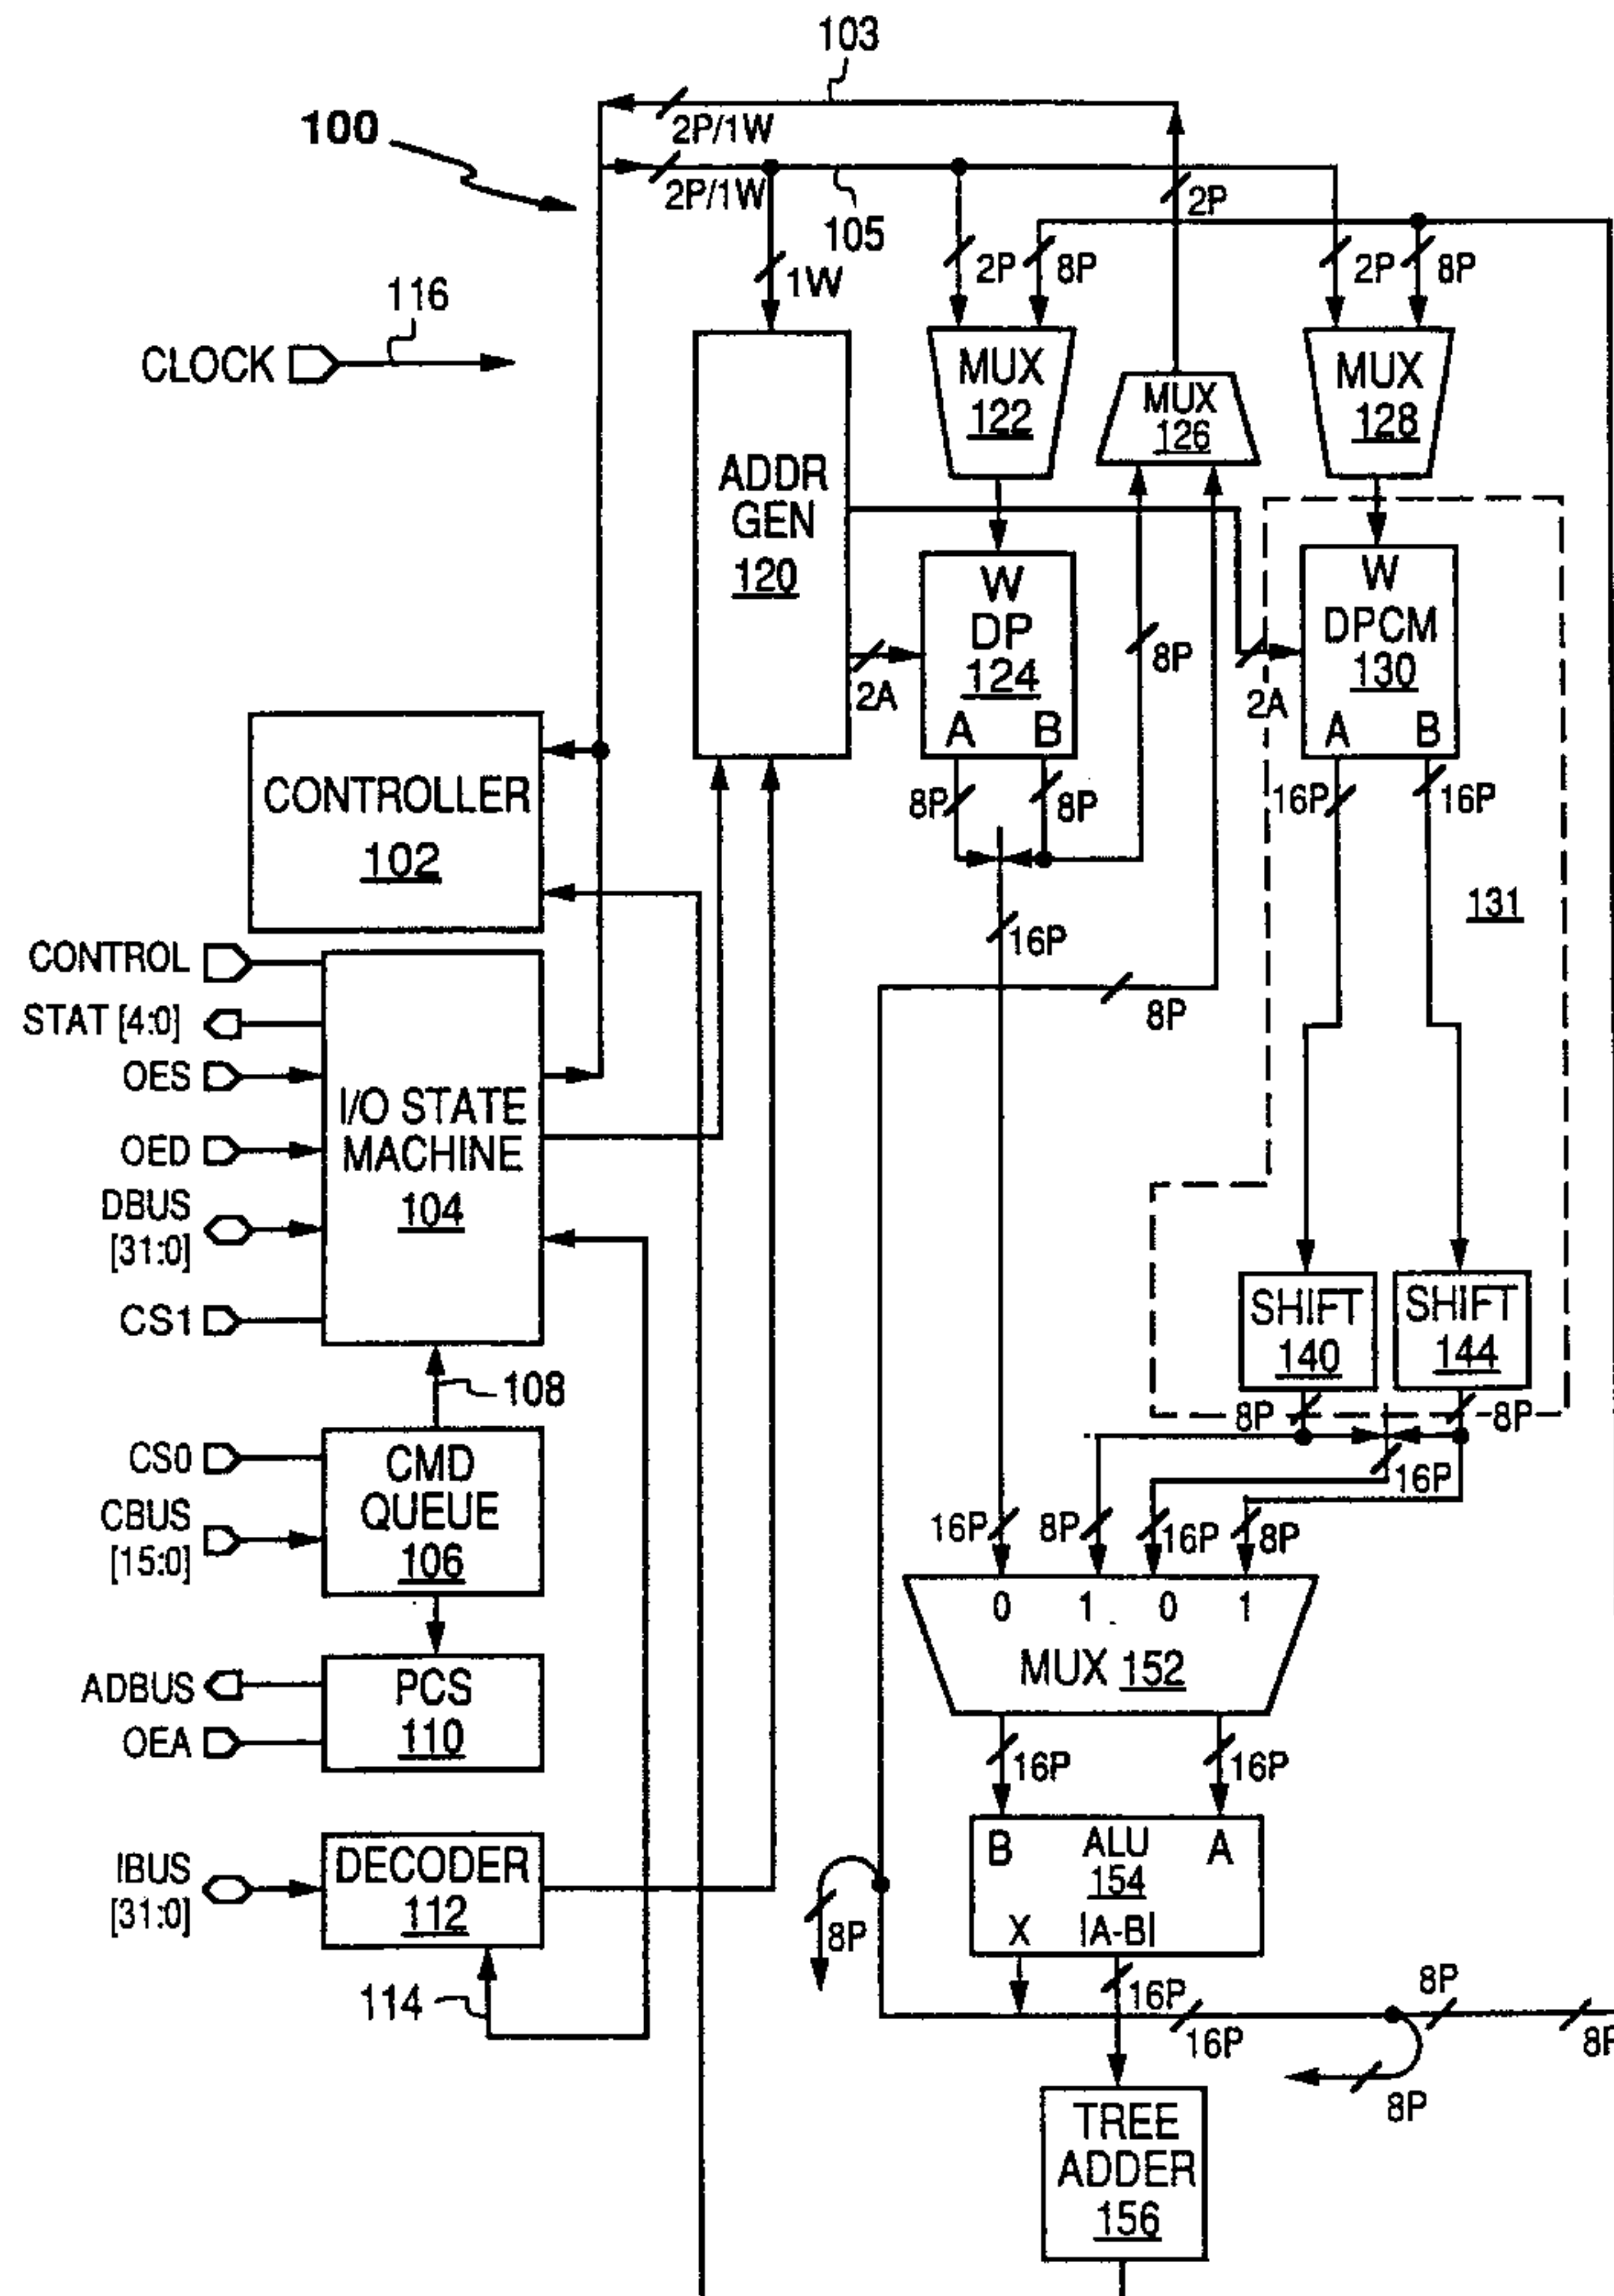 103
2P/1W
100
2P/1W
105
2P
116
1W
2P
8P
2P
8P
CLOCK
MUX
122
MUX
126
MUX
128
ADDR
GEN
120
W
DP
124
A
B
2A
8P
W
DPCM
130
A
B
2A
CONTROLLER
102
8P
8P
16P
16P
131
16P
8P
CONTROL
STAT [4:0]
OES
OED
DBUS
[31:0]
CS1
I/O STATE
MACHINE
104
SHIFT
140
SHIFT
144
108
8P
8P
CS0
CBUS
[15:0]
CMD
QUEUE
106
16P
16P
8P
16P
8P
0
1
0
1
MUX 152
ADBUS
OEA
PCS
110
16P
16P
IBUS
[31:0]
DECODER
112
B
ALU
A
154
X
|A-B|
8P
114
16P
16P
8P
8P
8P
TREE
ADDER
156